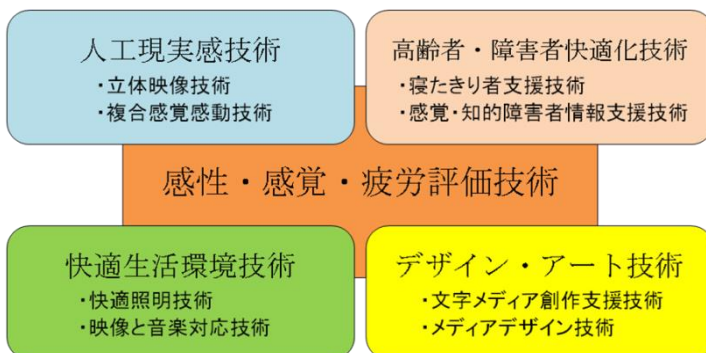 人工現実感技術
・立体映像技術
・複合感覚感動技術
高齢者・障害者快適化技術
・寝たきり者支援技術
・感覚・知的障害者情報支援技術
感性・感覚・疲労評価技術
快適生活環境技術
・快適照明技術
・映像と音楽対応技術
デザイン・アート技術
・文字メディア創作支援技術
・メディアデザイン技術